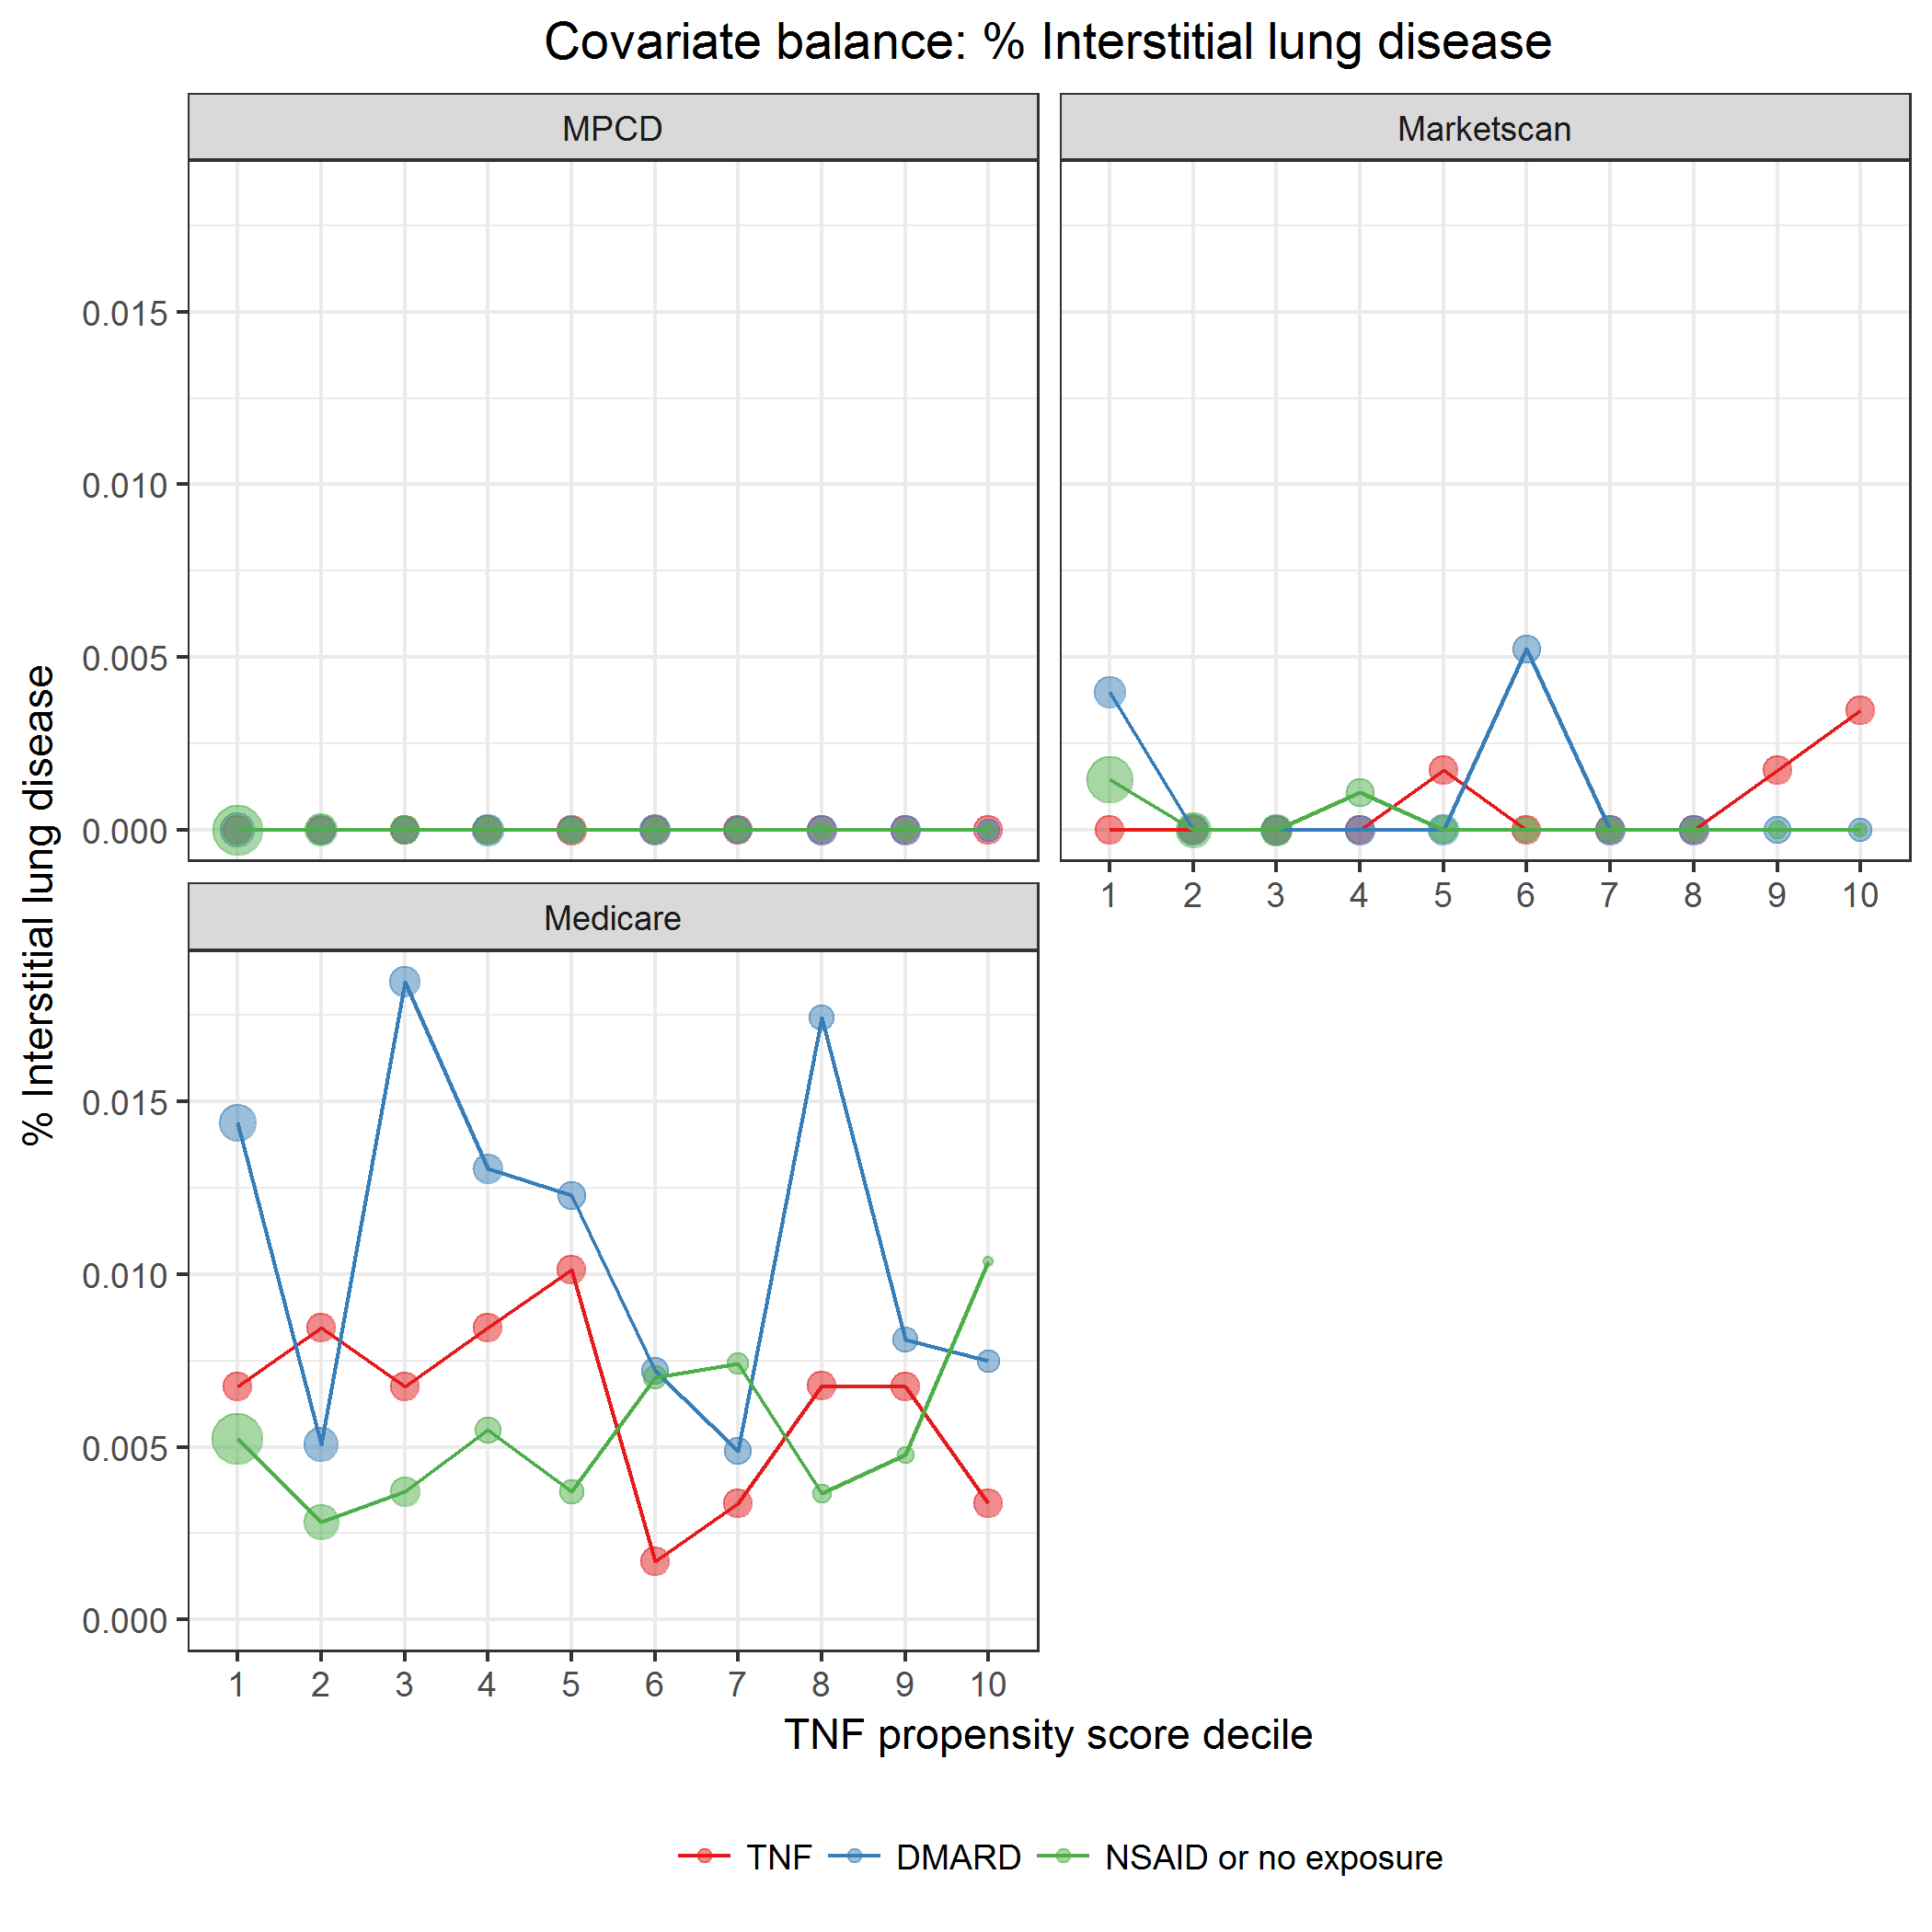 Covariate balance: % Interstitial lung disease
MPCD
Marketscan
0.015
0.010
0.005
0.000
1 2 3 4 5 6 7 8 9 10
Medicare
0.015
0.010
0.005
0.000
1 2 3 4 5 6 7 8 9 10
% Interstitial lung disease
TNF propensity score decile
TNF DMARD NSAID or no exposure